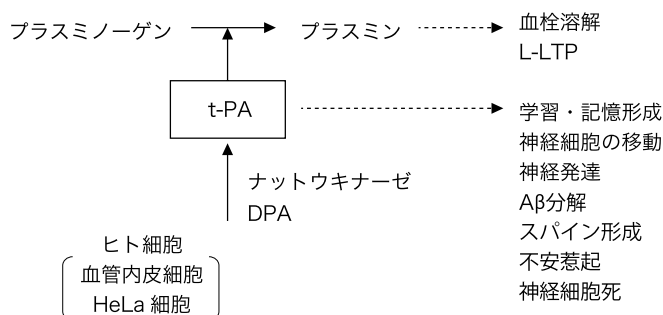 プラスミノーゲン
プラスミン
血栓溶解
L-LTP
t-PA
学習・記憶形成
神経細胞の移動
神経発達
Aβ分解
スパイン形成
不安惹起
神経細胞死
ナットウキナーゼ
DPA
ヒト細胞
血管内皮細胞
HeLa 細胞